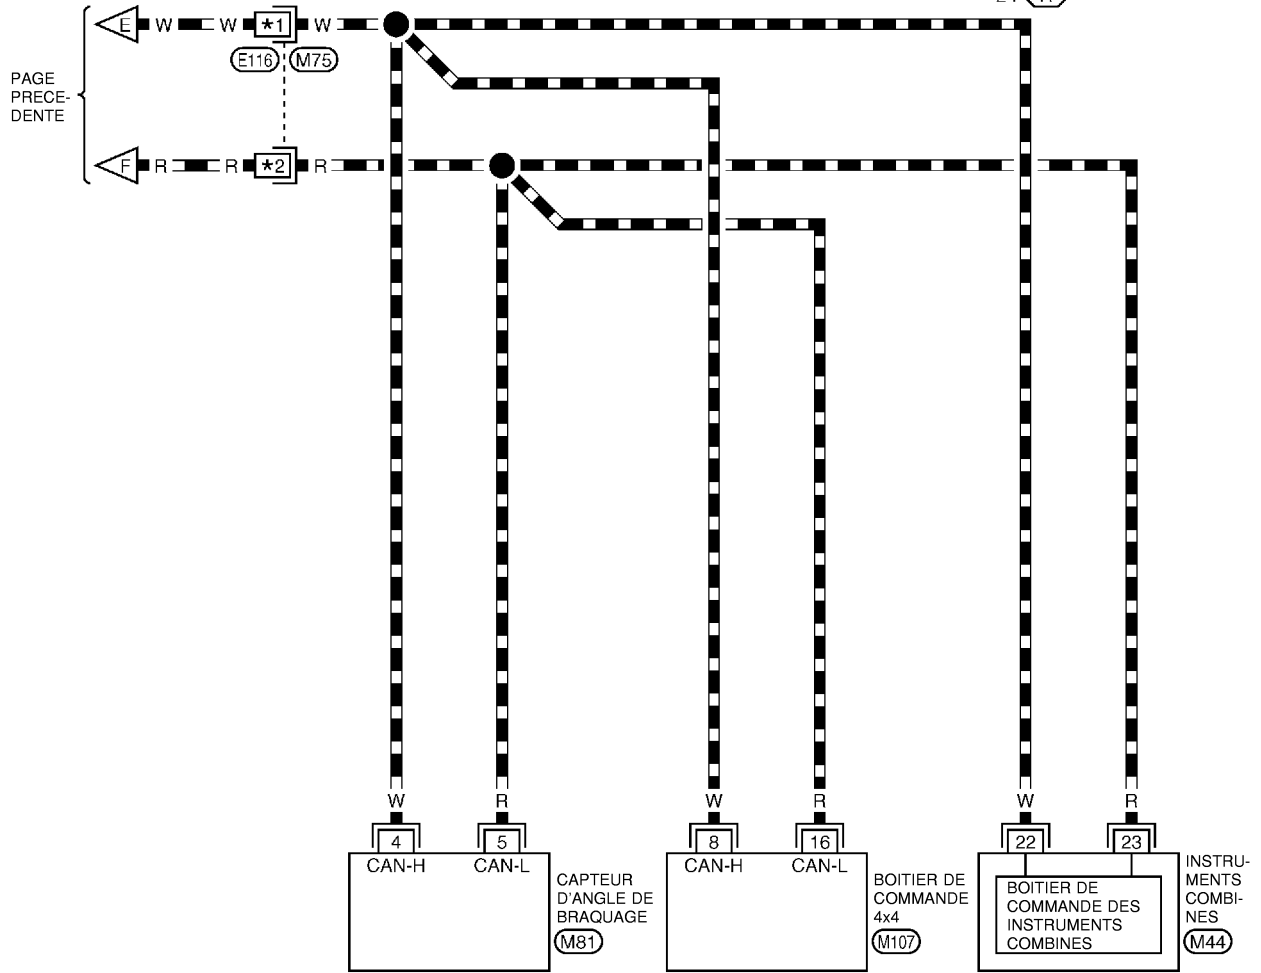 E W W *1 W
E116 M75
PAGE
PRECE-
DENTE
F R R *2 R
W R W R W R
4 5 8 16 22 23
CAN-H CAN-L
CAPTEUR
D'ANGLE DE
BRAQUAGE
M81
CAN-H CAN-L
BOITIER DE
COMMANDE
4x4
M107
BOITIER DE
COMMANDE DES
INSTRUMENTS
COMBINES
INSTRU-
MENTS
COMBI-
NES
M44